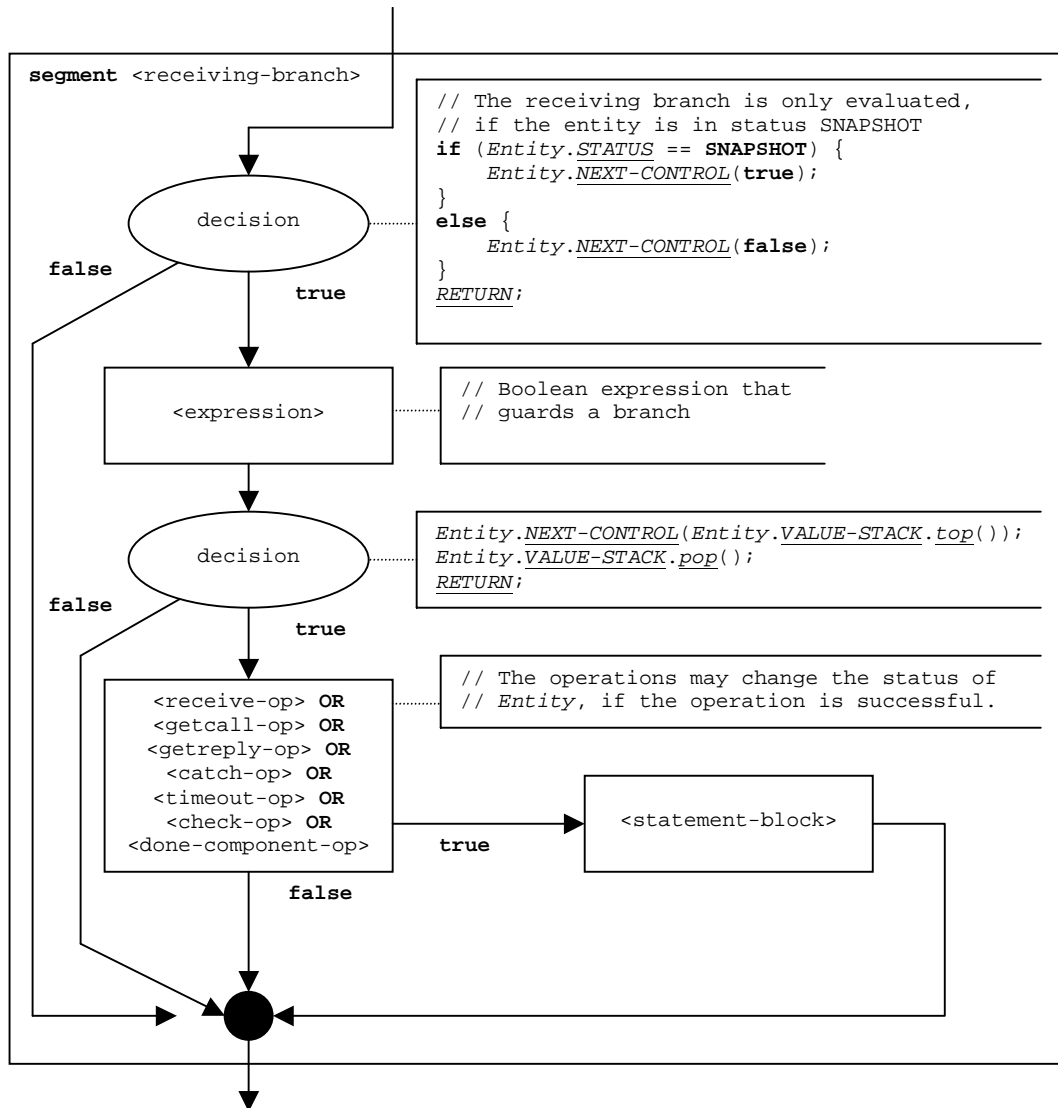 segment <receiving-branch>
// The receiving branch is only evaluated,
// if the entity is in status SNAPSHOT
if (Entity.STATUS == SNAPSHOT) {
Entity.NEXT-CONTROL(true);
}
else {
Entity.NEXT-CONTROL(false);
}
RETURN;
decision
false
true
<expression>
// Boolean expression that
// guards a branch
decision
Entity.NEXT-CONTROL(Entity.VALUE-STACK.top());
Entity.VALUE-STACK.pop();
RETURN;
false
true
<receive-op> OR
<getcall-op> OR
<getreply-op> OR
<catch-op> OR
<timeout-op> OR
<check-op> OR
<done-component-op>
// The operations may change the status of
// Entity, if the operation is successful.
true
<statement-block>
false